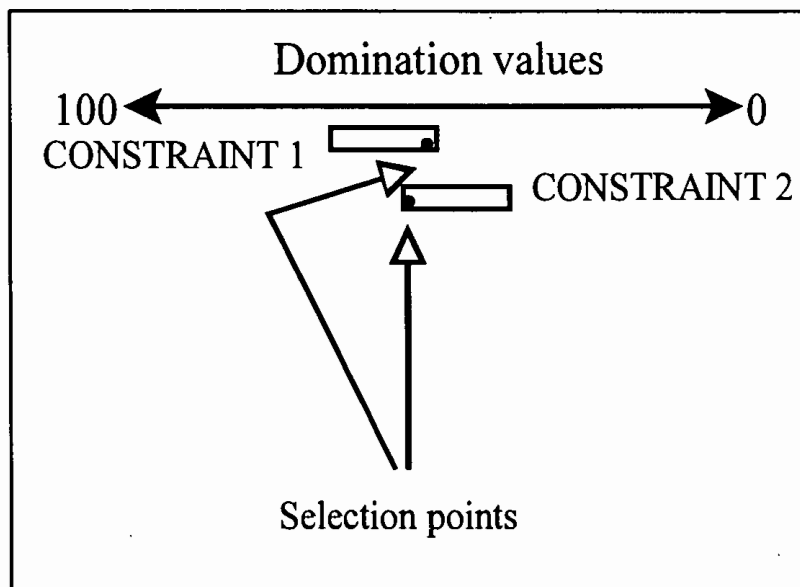 Domination values
100 0
CONSTRAINT 1
CONSTRAINT 2
Selection points